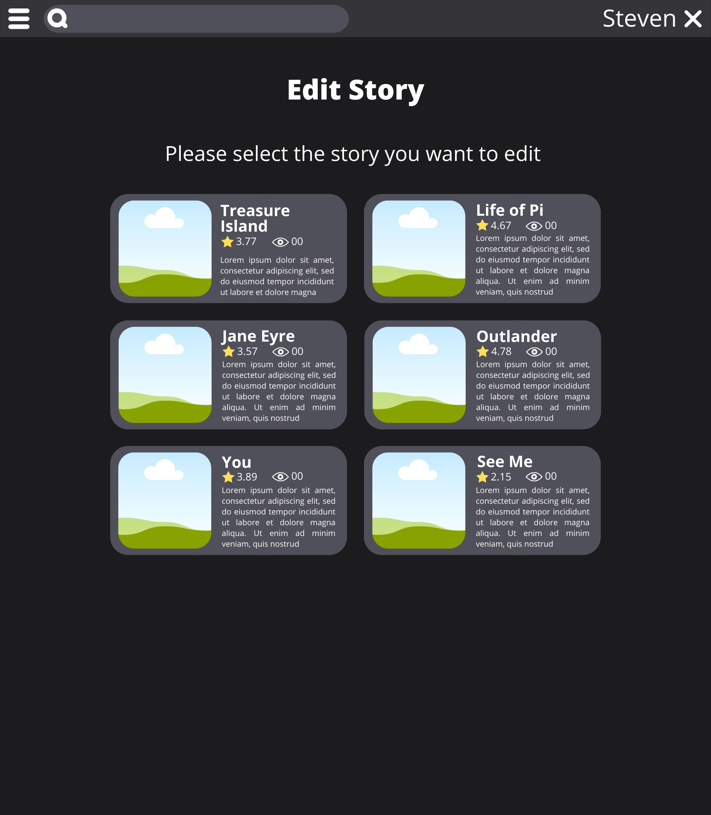 Steven
Edit Story
Please select the story you want to edit
Treasure
Island
3.77 00
Lorem ipsum dolor sit amet,
consectetur adipiscing elit, sed
do eiusmod tempor incididunt
ut labore et dolore magna
Life of Pi
4.67 00
Lorem ipsum dolor sit amet,
consectetur adipiscing elit, sed
do eiusmod tempor incididunt
ut labore et dolore magna
aliqua. Ut enim ad minim
veniam, quis nostrud
Jane Eyre
3.57 00
Lorem ipsum dolor sit amet,
consectetur adipiscing elit, sed
do eiusmod tempor incididunt
ut labore et dolore magna
aliqua. Ut enim ad minim
veniam, quis nostrud
Outlander
4.78 00
Lorem ipsum dolor sit amet,
consectetur adipiscing elit, sed
do eiusmod tempor incididunt
ut labore et dolore magna
aliqua. Ut enim ad minim
veniam, quis nostrud
You
3.89 00
Lorem ipsum dolor sit amet,
consectetur adipiscing elit, sed
do eiusmod tempor incididunt
ut labore et dolore magna
aliqua. Ut enim ad minim
veniam, quis nostrud
See Me
2.15 00
Lorem ipsum dolor sit amet,
consectetur adipiscing elit, sed
do eiusmod tempor incididunt
ut labore et dolore magna
aliqua. Ut enim ad minim
veniam, quis nostrud